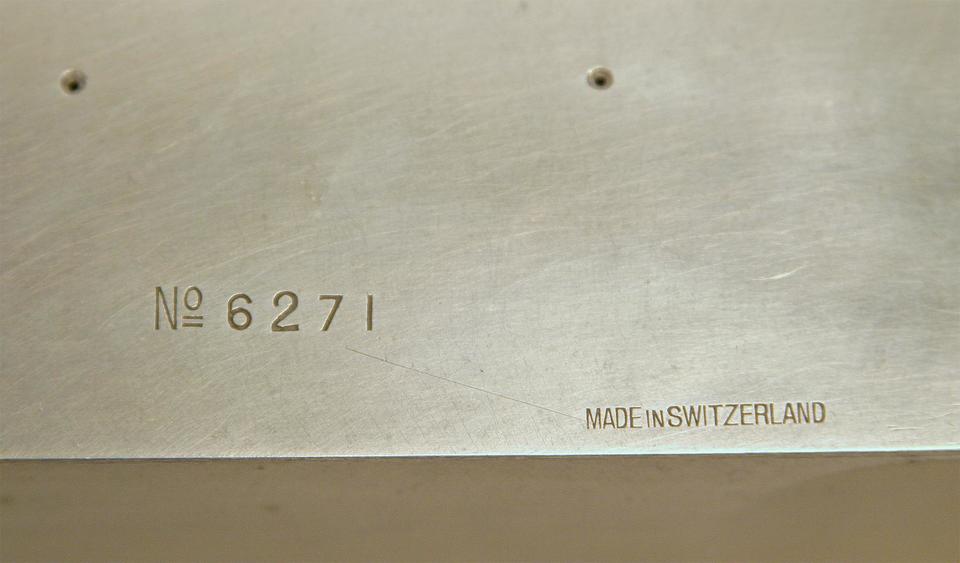 Nº 6271
MADE IN SWITZERLAND